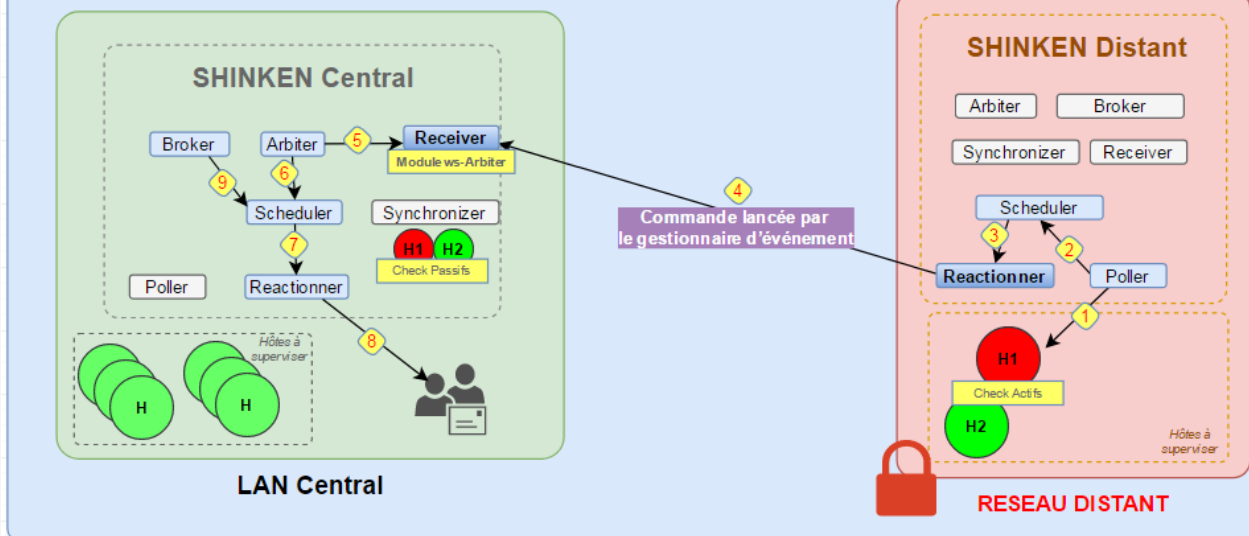 SHINKEN Central
Broker
Arbiter
5
Receiver
Module ws-Arbiter
9
6
Scheduler
Synchronizer
7
H1
H2
Check Passifs
Poller
Reactionner
8
Hôtes à
superviser
H
H
LAN Central
4
Commande lancée par
le gestionnaire d'événement
SHINKEN Distant
Arbiter
Broker
Synchronizer
Receiver
Scheduler
3
2
Reactionner
Poller
1
H1
Check Actifs
H2
Hôtes à
superviser
RESEAU DISTANT